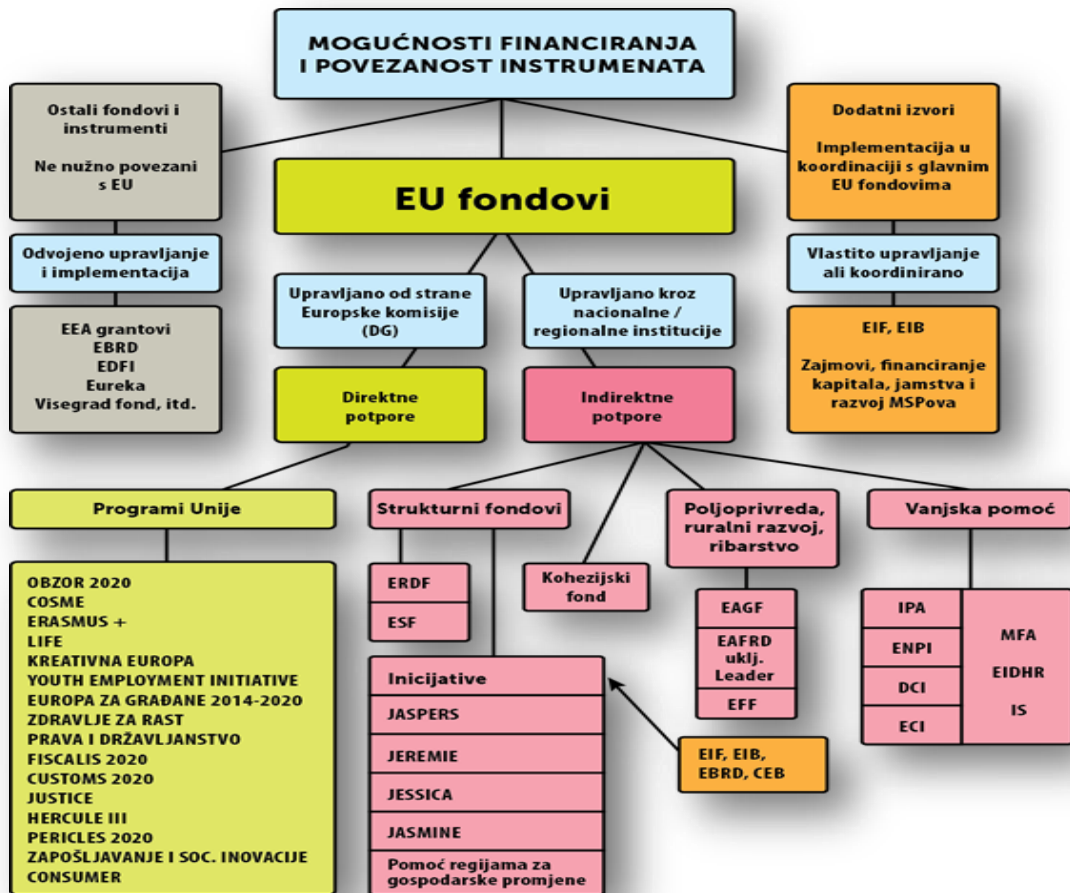 MOGUĆNOSTI FINANCIRANJA
I POVEZANOST INSTRUMENATA
Ostali fondovi i
instrumenti
Ne nužno povezani
s EU
EU fondovi
Dodatni izvori
Implementacija u
koordinaciji s glavnim
EU fondovima
Odvojeno upravljanje
i implementacija
Upravljano od strane
Europske komisije
(DG)
Upravljano kroz
nacionalne /
regionalne institucije
Vlastito upravljanje
ali koordinirano
EEA grantovi
EBRD
EDFI
Eureka
Visegrad fond, itd.
Direktne
potpore
Indirektne
potpore
EIF, EIB
Zajmovi, financiranje
kapitala, jamstva i
razvoj MSPova
Programi Unije
Strukturni fondovi
Poljoprivreda,
ruralni razvoj,
ribarstvo
Vanjska pomoć
OBZOR 2020
COSME
ERASMUS +
LIFE
KREATIVNA EUROPA
YOUTH EMPLOYMENT INITIATIVE
EUROPA ZA GRAĐANE 2014-2020
ZDRAVLJE ZA RAST
PRAVA I DRŽAVLJANSTVO
FISCALIS 2020
CUSTOMS 2020
JUSTICE
HERCULE III
PERICLES 2020
ZAPOŠLJAVANJE I SOC. INOVACIJE
CONSUMER
ERDF
ESF
Inicijative
JASPERS
JEREMIE
JESSICA
JASMINE
Pomoć regijama za
gospodarske promjene
Kohezijski
fond
EAGF
EAFRD
uklj.
Leader
EFF
EIF, EIB,
EBRD, CEB
IPA
ENPI
DCI
ECI
MFA
EIDHR
IS